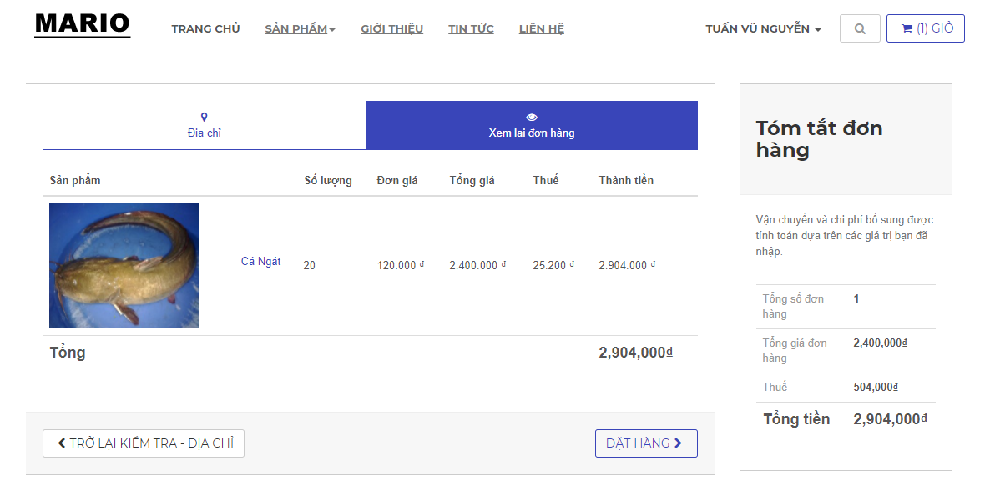 MARIO
TRANG CHỦ SẢN PHẨM GIỚI THIỆU TIN TỨC LIÊN HỆ TUẤN VŨ NGUYỄN (1) GIỎ
Địa chỉ
Xem lại đơn hàng
Sản phẩm Số lượng Đơn giá Tổng giá Thuế Thành tiền
Cá Ngát 20 120.000 ₫ 2.400.000 ₫ 25.200 ₫ 2.904.000 ₫
Tổng 2,904,000₫
TRỞ LẠI KIỂM TRA - ĐỊA CHỈ
ĐẶT HÀNG
Tóm tắt đơn
hàng
Vận chuyển và chi phí bổ sung được
tính toán dựa trên các giá trị bạn đã
nhập.
Tổng số đơn 1
hàng
Tổng giá đơn 2,400,000₫
hàng
Thuế 504,000₫
Tổng tiền 2,904,000₫